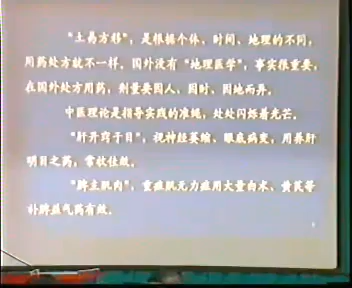 “土易方移”,是根据个体、时间、地理的不同,
用药处方就不一样。国外没有“地理医学”,事实很重要,
在国外处方用药,剂量要因人、因时、因地而异。
中医理论是指导实践的准绳,处处闪烁着光芒。
“肝开窍于目”,视神经萎缩、眼底病变,用养肝
明目之药,常收佳效。
“脾主肌肉”,重症肌无力症用大量白术、黄芪等
补脾益气药有效。